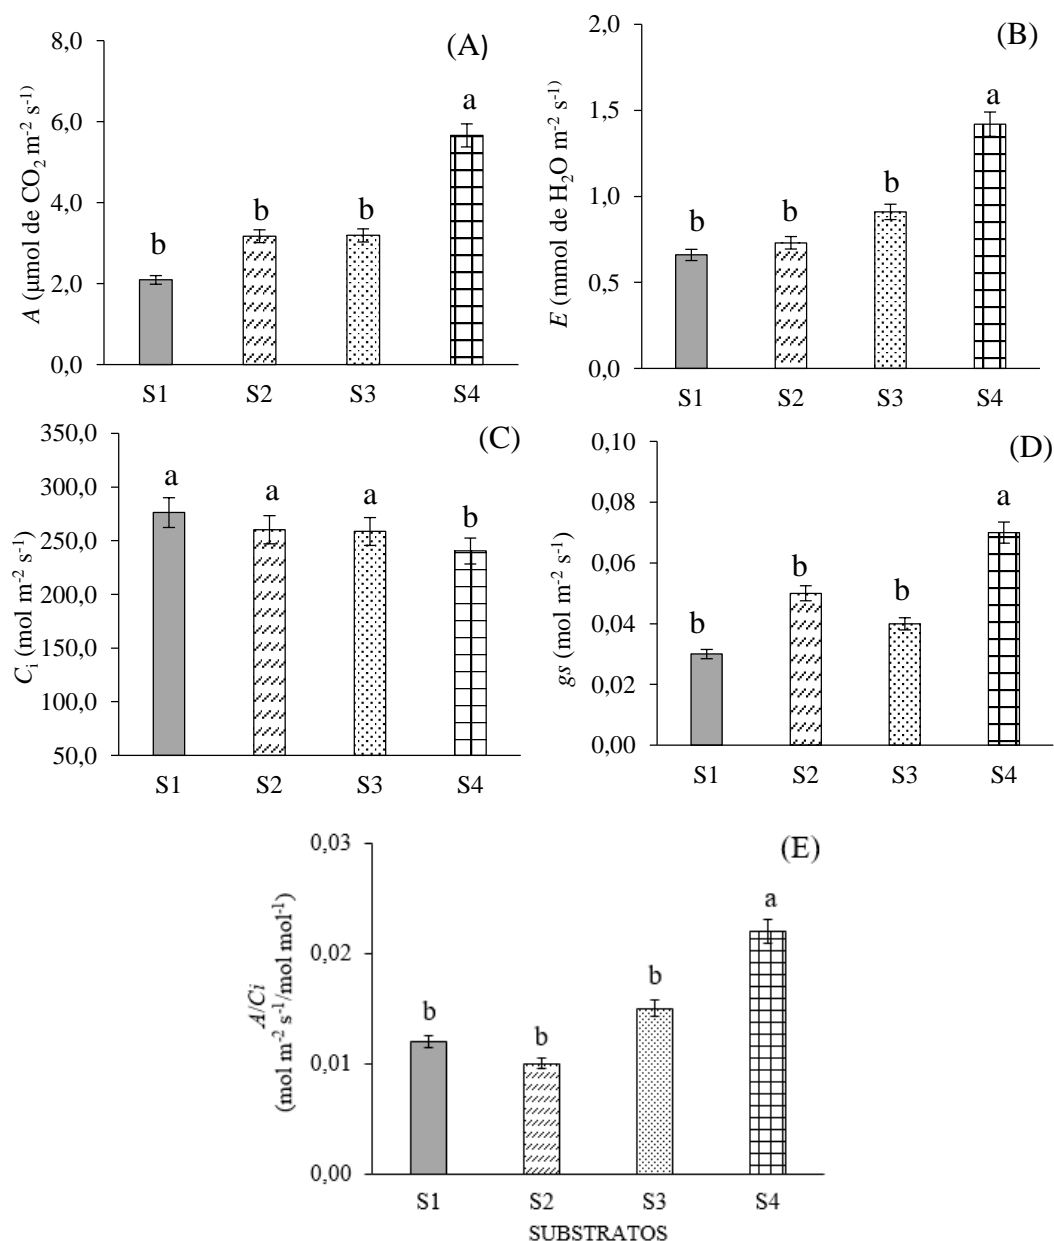 (A)
A (μmol de CO2 m-2 s-1)
8,0
6,0
4,0
2,0
0,0
b
b
b
a
S1 S2 S3 S4
(B)
E (mmol de H2O m-2 s-1)
2,0
1,5
1,0
0,5
0,0
b
b
b
a
S1 S2 S3 S4
(C)
Ci (mol m-2 s-1)
350,0
300,0
250,0
200,0
150,0
100,0
50,0
a
a
a
b
S1 S2 S3 S4
(D)
gs (mol m-2 s-1)
0,10
0,08
0,06
0,04
0,02
0,00
b
b
b
a
S1 S2 S3 S4
(E)
A/Ci
(mol m-2 s-1/mol mol-1)
0,03
0,02
0,01
0,00
b
b
b
a
S1 S2 S3 S4
SUBSTRATOS